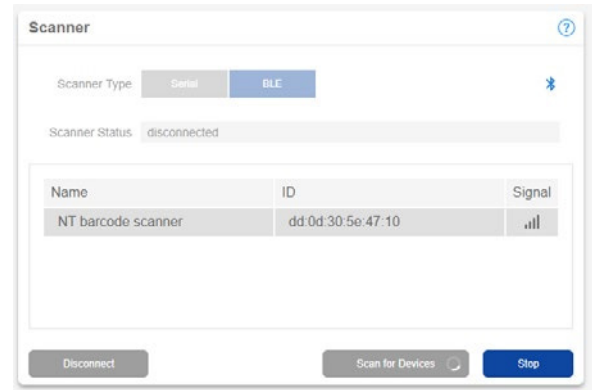 Scanner ?
Scanner Type Serial BLE
Scanner Status disconnected
Name ID Signal
NT barcode scanner dd:0d:30:5e:47:10
Disconnect Scan for Devices Stop